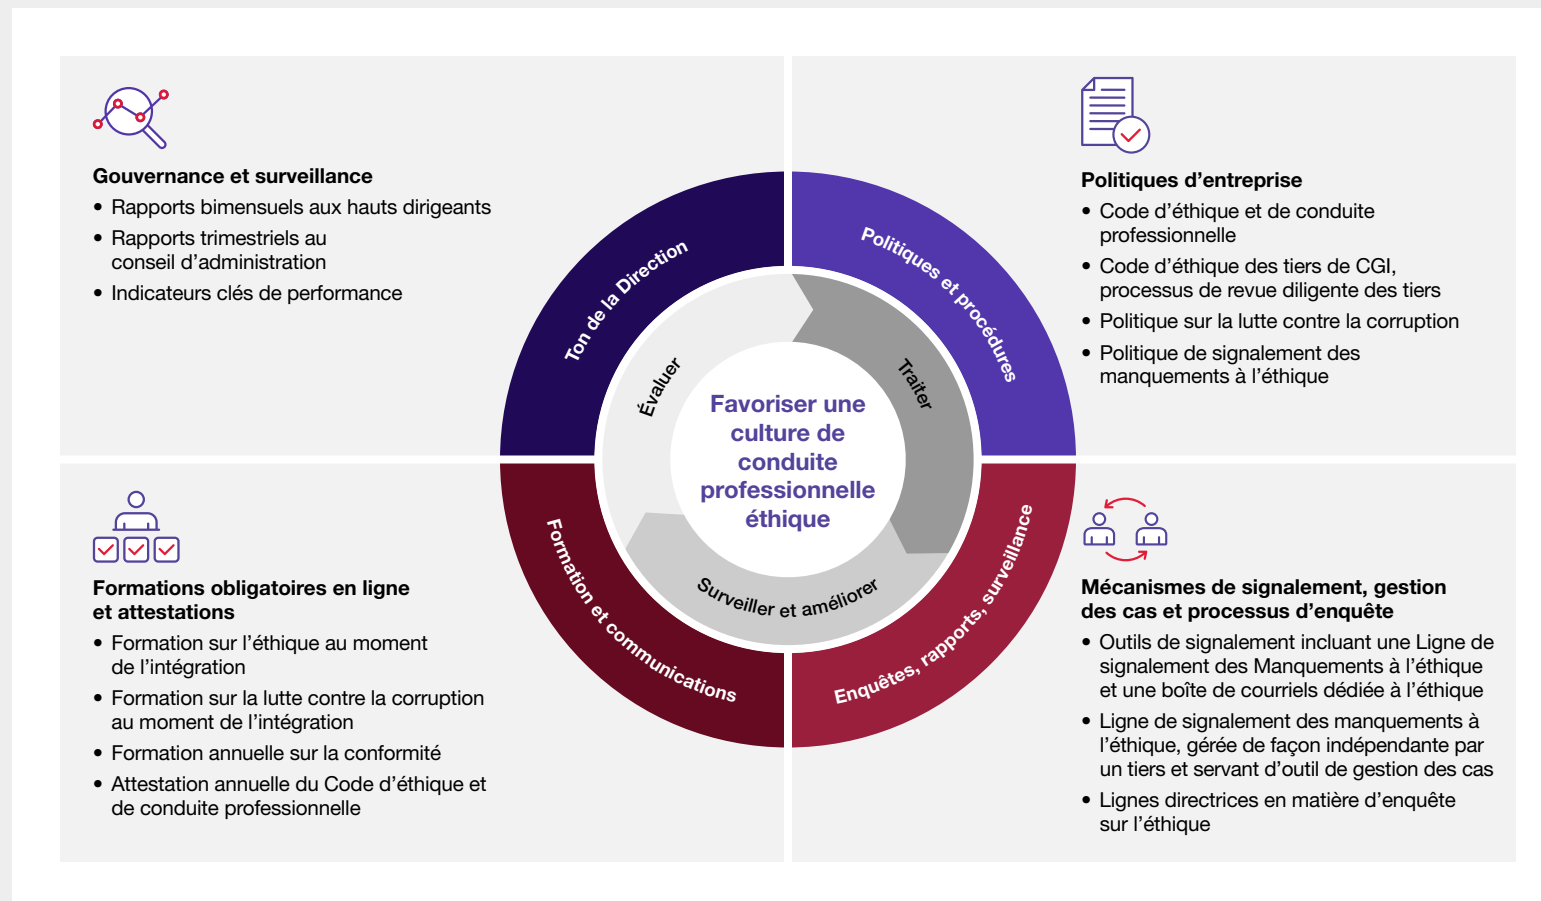 Gouvernance et surveillance
• Rapports bimensuels aux hauts dirigeants
• Rapports trimestriels au
conseil d’administration
• Indicateurs clés de performance
Politiques d’entreprise
• Code d’éthique et de conduite
professionnelle
• Code d’éthique des tiers de CGI,
processus de revue diligente des tiers
• Politique sur la lutte contre la corruption
• Politique de signalement des
manquements à l’éthique
Ton de la Direction
Politiques et procédures
Évaluer
Traiter
Favoriser une
culture de
conduite
professionnelle
éthique
Surveiller et améliorer
Formation et communications
Enquêtes, rapports, surveillance
Formations obligatoires en ligne
et attestations
• Formation sur l’éthique au moment
de l’intégration
• Formation sur la lutte contre la corruption
au moment de l’intégration
• Formation annuelle sur la conformité
• Attestation annuelle du Code d’éthique et
de conduite professionnelle
Mécanismes de signalement, gestion
des cas et processus d’enquête
• Outils de signalement incluant une Ligne de
signalement des Manquements à l’éthique
et une boîte de courriels dédiée à l’éthique
• Ligne de signalement des manquements à
l’éthique, gérée de façon indépendante par
un tiers et servant d’outil de gestion des cas
• Lignes directrices en matière d’enquête
sur l’éthique